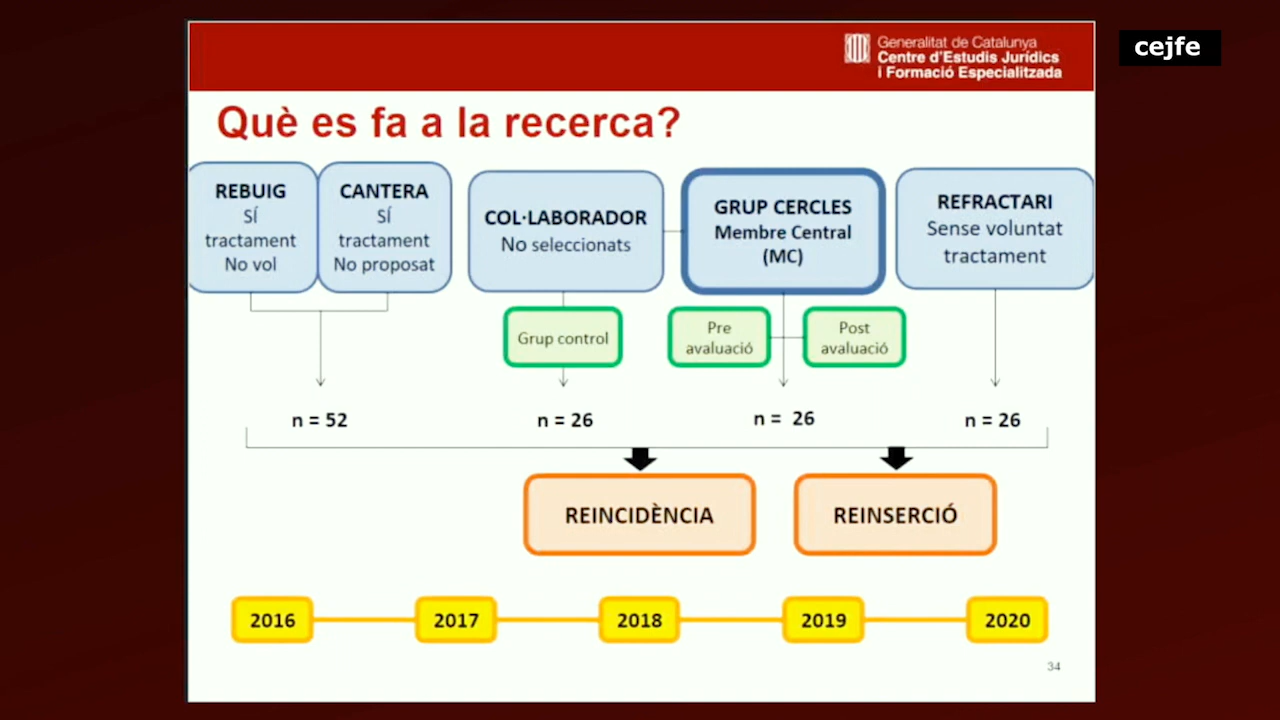 cejfe
Generalitat de Catalunya
Centre d'Estudis Jurídics
i Formació Especialitzada
Què es fa a la recerca?
REBUIG
SÍ
tractament
No vol
CANTERA
SÍ
tractament
No proposat
COL·LABORADOR
No seleccionats
GRUP CERCLES
Membre Central
(MC)
REFRACTARI
Sense voluntat
tractament
Grup control
Pre
avaluació
Post
avaluació
n = 52
n = 26
n = 26
n = 26
REINCIDÈNCIA
REINSERCIÓ
2016
2017
2018
2019
2020
34